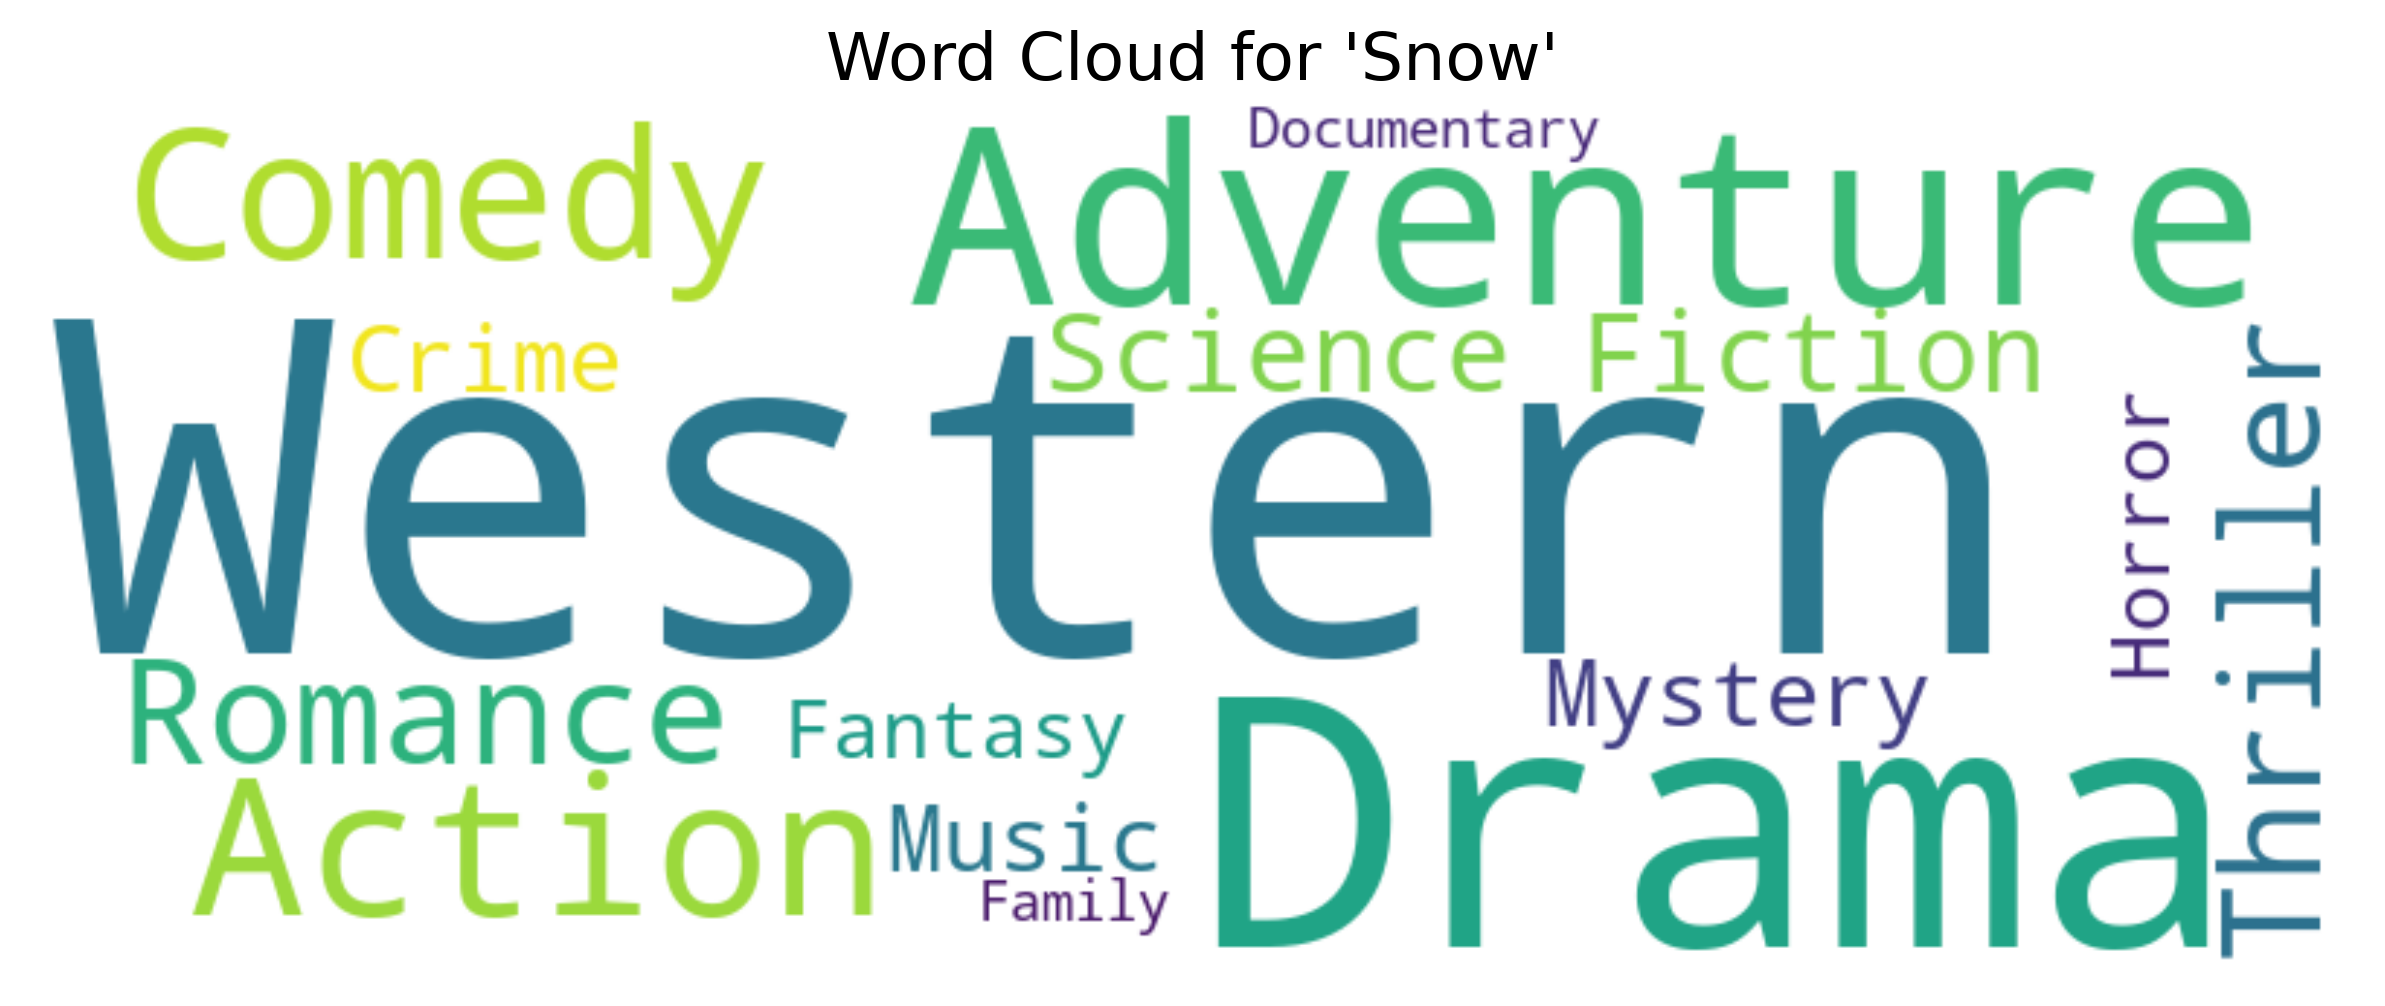 Word Cloud for 'Snow'
Documentary
Comedy
Adventure
Crime
Science Fiction
Western
Horror
Thriller
Romance
Fantasy
Mystery
Action
Music
Drama
Family